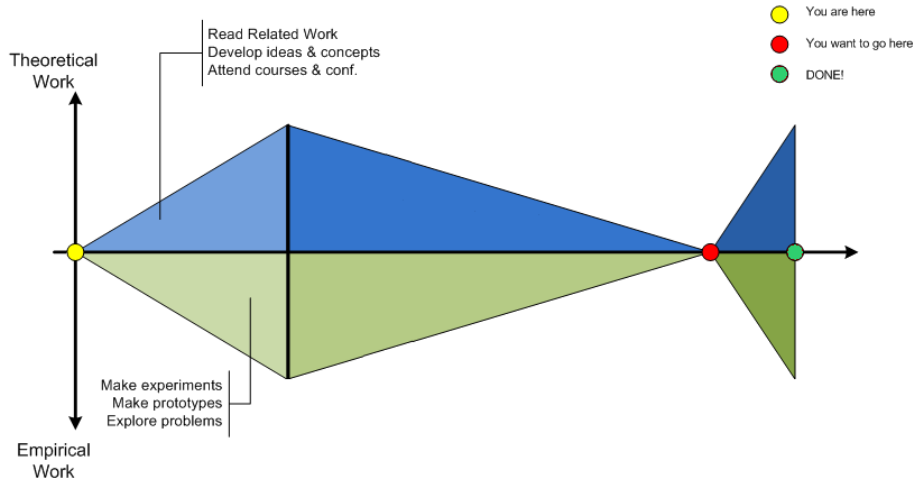 You are here
You want to go here
DONE!
Theoretical
Work
Read Related Work
Develop ideas & concepts
Attend courses & conf.
Make experiments
Make prototypes
Explore problems
Empirical
Work